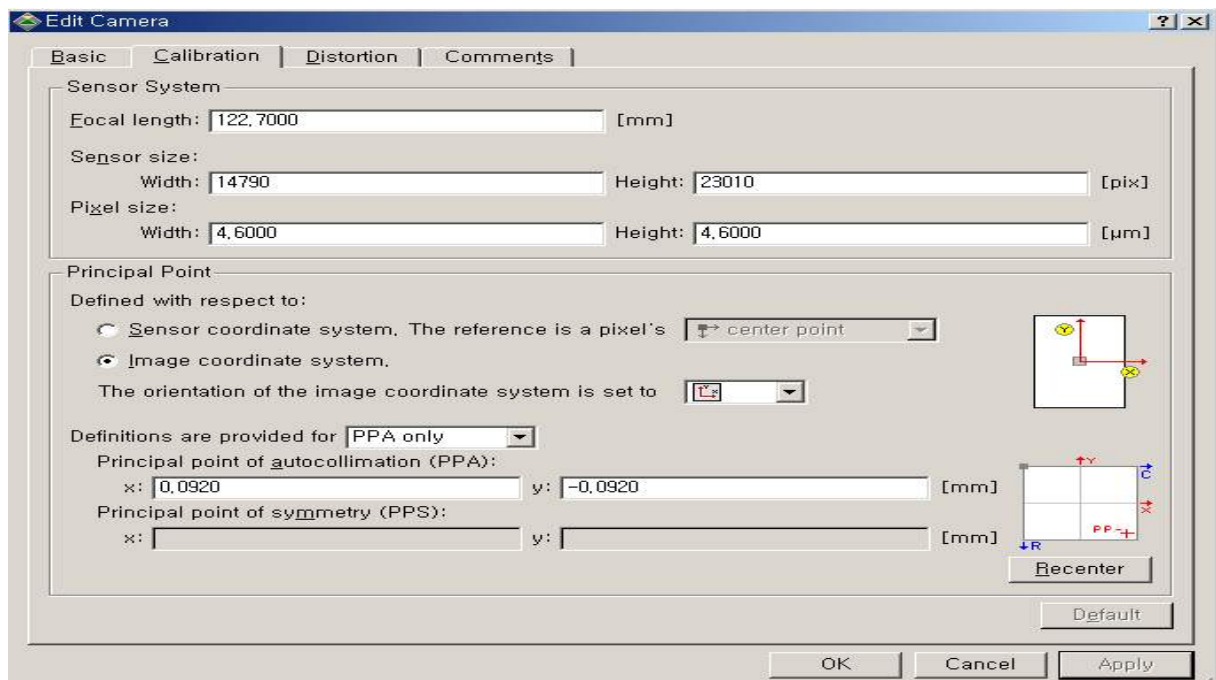 Edit Camera
Basic Calibration Distortion Comments
Sensor System
Focal length: 122,7000 [mm]
Sensor size:
Width: 14790 Height: 23010 [pix]
Pixel size:
Width: 4,6000 Height: 4,6000 [µm]
Principal Point
Defined with respect to:
Sensor coordinate system, The reference is a pixel's center point
Image coordinate system,
The orientation of the image coordinate system is set to
Y
X
Definitions are provided for PPA only
Principal point of autocollimation (PPA):
x: 0,0920 y: -0,0920 [mm]
Principal point of symmetry (PPS):
x: y: [mm]
Y
C
X
PP
R
Recenter
Default
OK Cancel Apply